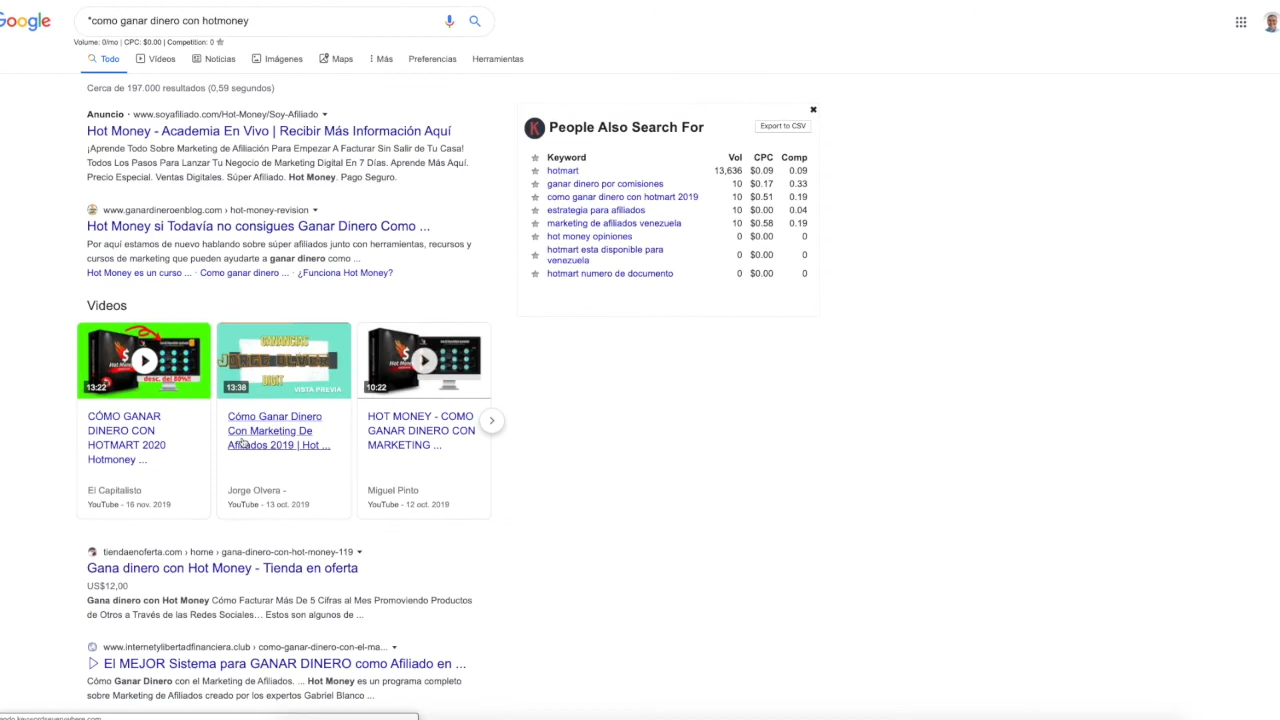 Google
*como ganar dinero con hotmoney
Volume: 0/mo | CPC: $0.00 | Competition: 0
Todo Vídeos Noticias Imágenes Maps Más Preferencias Herramientas
Cerca de 197.000 resultados (0,59 segundos)
Anuncio · www.soyafiliado.com/Hot-Money/Soy-Afiliado
Hot Money - Academia En Vivo | Recibir Más Información Aquí
¡Aprende Todo Sobre Marketing de Afiliación Para Empezar A Facturar Sin Salir de Tu Casa!
Todos Los Pasos Para Lanzar Tu Negocio de Marketing Digital En 7 Días. Aprende Más Aquí.
Precio Especial. Ventas Digitales. Súper Afiliado. Hot Money. Pago Seguro.
www.ganardineroenblog.com › hot-money-revision
Hot Money si Todavía no consigues Ganar Dinero Como ...
Por aquí estamos de nuevo hablando sobre súper afiliados junto con herramientas, recursos y
cursos de marketing que pueden ayudarte a ganar dinero como ...
Hot Money es un curso ... · Como ganar dinero ... · ¿Funciona Hot Money?
Videos
13:22
desc. del 80%!!
CÓMO GANAR
DINERO CON
HOTMART 2020
Hotmoney ...
El Capitalisto
YouTube - 16 nov. 2019
GANANCIAS
JORGE OLVER
13:38
VISTA PREVIA
Cómo Ganar Dinero
Con Marketing De
Afiliados 2019 | Hot ...
Jorge Olvera -
YouTube - 13 oct. 2019
10:22
HOT MONEY - COMO
GANAR DINERO CON
MARKETING ...
Miguel Pinto
YouTube - 12 oct. 2019
tiendaenoferta.com › home › gana-dinero-con-hot-money-119
Gana dinero con Hot Money - Tienda en oferta
US$12,00
Gana dinero con Hot Money Cómo Facturar Más De 5 Cifras al Mes Promoviendo Productos
de Otros a Través de las Redes Sociales… Estos son algunos de ...
www.internetylibertadfinanciera.club › como-ganar-dinero-con-el-ma...
▷ El MEJOR Sistema para GANAR DINERO como Afiliado en ...
Cómo Ganar Dinero con el Marketing de Afiliados. ... Hot Money es un programa completo
sobre Marketing de Afiliados creado por los expertos Gabriel Blanco ...
K People Also Search For Export to CSV
Keyword Vol CPC Comp
hotmart 13,636 $0.09 0.09
ganar dinero por comisiones 10 $0.17 0.33
como ganar dinero con hotmart 2019 10 $0.51 0.19
estrategia para afiliados 10 $0.00 0.04
marketing de afiliados venezuela 10 $0.58 0.19
hot money opiniones 0 $0.00 0
hotmart esta disponible para
venezuela 0 $0.00 0
hotmart numero de documento 0 $0.00 0